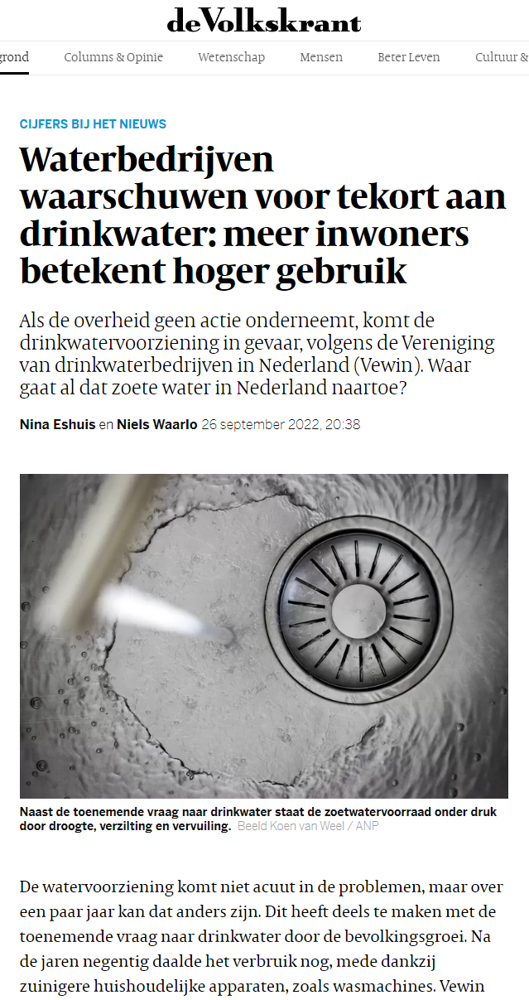 deVolkskrant
grond Columns & Opinie Wetenschap Mensen Beter Leven Cultuur &
CIJFERS BIJ HET NIEUWS
Waterbedrijven
waarschuwen voor tekort aan
drinkwater: meer inwoners
betekent hoger gebruik
Als de overheid geen actie onderneemt, komt de
drinkwatervoorziening in gevaar, volgens de Vereniging
van drinkwaterbedrijven in Nederland (Vewin). Waar
gaat al dat zoete water in Nederland naartoe?
Nina Eshuis en Niels Waarlo 26 september 2022, 20:38
Naast de toenemende vraag naar drinkwater staat de zoetwatervoorraad onder druk
door droogte, verzilting en vervuiling. Beeld Koen van Weel / ANP
De watervoorziening komt niet acuut in de problemen, maar over
een paar jaar kan dat anders zijn. Dit heeft deels te maken met de
toenemende vraag naar drinkwater door de bevolkingsgroei. Na
de jaren negentig daalde het verbruik nog, mede dankzij
zuinigere huishoudelijke apparaten, zoals wasmachines. Vewin